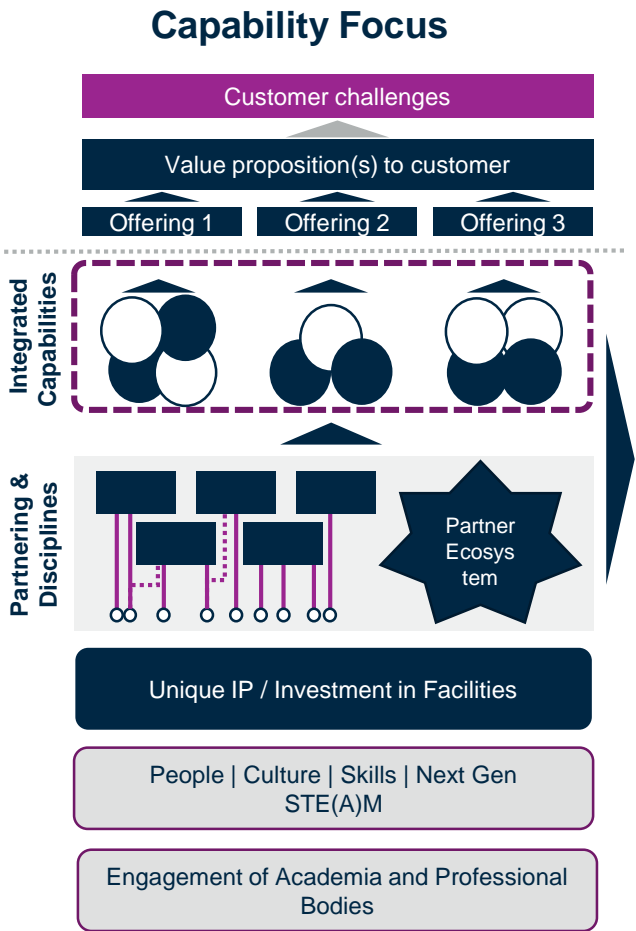 Capability Focus
Customer challenges
Value proposition(s) to customer
Offering 1
Offering 2
Offering 3
Integrated
Capabilities
Partnering &
Disciplines
Partner
Ecosys
tem
Unique IP / Investment in Facilities
People | Culture | Skills | Next Gen
STE(A)M
Engagement of Academia and Professional
Bodies